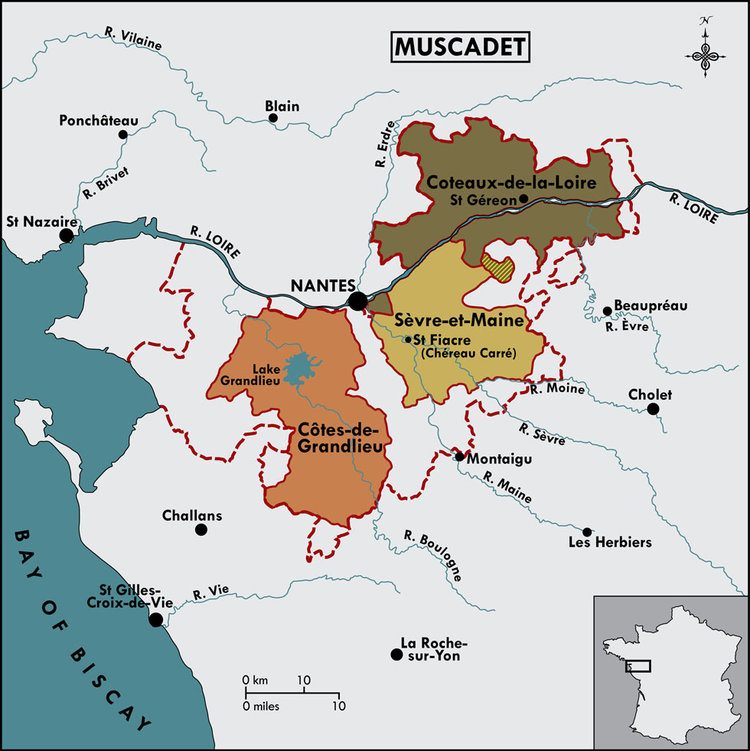 MUSCADET
N
R. Vilaine
Blain
Ponchâteau
R. Erdre
R. Brivet
Coteaux-de-la-Loire
St Géreon
R. LOIRE
St Nazaire
R. LOIRE
NANTES
Sèvre-et-Maine
St Fiacre
(Chéreau Carré)
Beaupréau
R. Èvre
Lake
Grandlieu
R. Moine
Cholet
Côtes-de-
Grandlieu
R. Sèvre
Montaigu
R. Maine
Challans
R. Boulogne
Les Herbiers
BAY OF BISCAY
St Gilles-
Croix-de-Vie
R. Vie
La Roche-
sur-Yon
0 km 10
0 miles 10